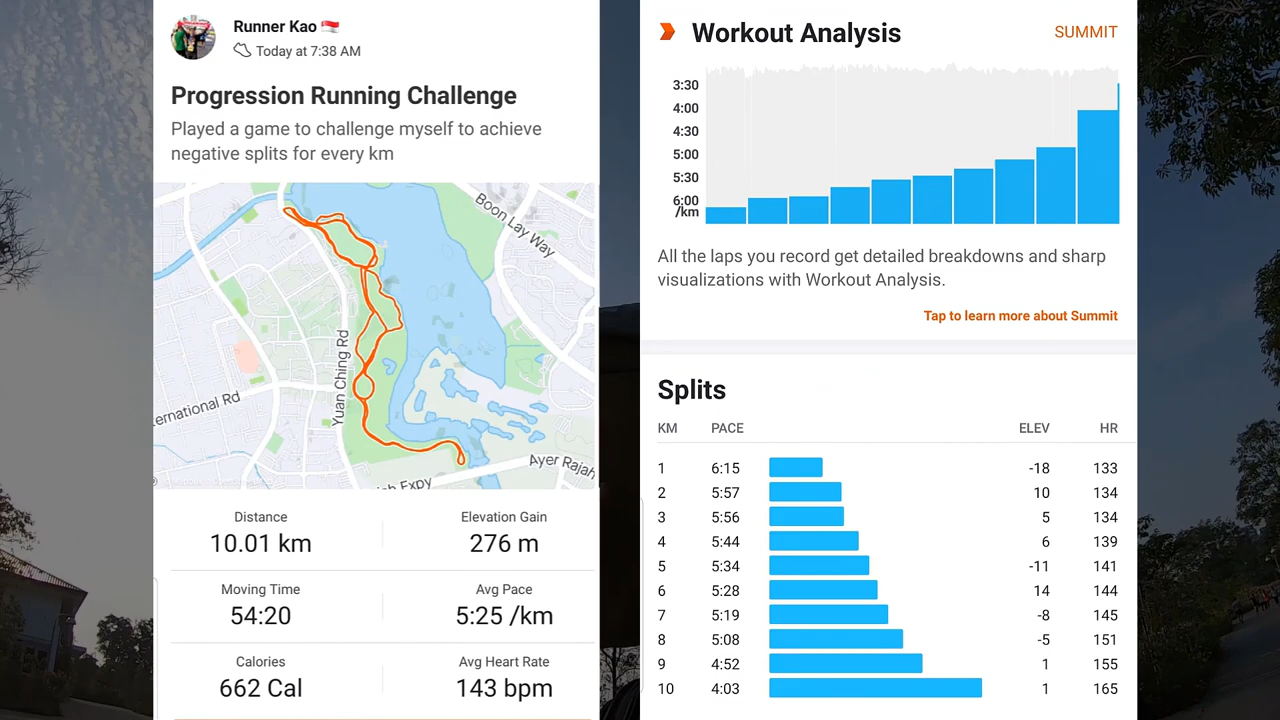 Runner Kao 🇸🇬
Today at 7:38 AM
Progression Running Challenge
Played a game to challenge myself to achieve
negative splits for every km
Boon Lay Way
Yuan Ching Rd
ternational Rd
Ayer Rajah
h Expy
Distance
Elevation Gain
10.01 km
276 m
Moving Time
Avg Pace
54:20
5:25 /km
Calories
Avg Heart Rate
662 Cal
143 bpm
Workout Analysis
SUMMIT
3:30
4:00
4:30
5:00
5:30
6:00
/km
All the laps you record get detailed breakdowns and sharp
visualizations with Workout Analysis.
Tap to learn more about Summit
Splits
KM PACE ELEV HR
1 6:15 -18 133
2 5:57 10 134
3 5:56 5 134
4 5:44 6 139
5 5:34 -11 141
6 5:28 14 144
7 5:19 -8 145
8 5:08 -5 151
9 4:52 1 155
10 4:03 1 165